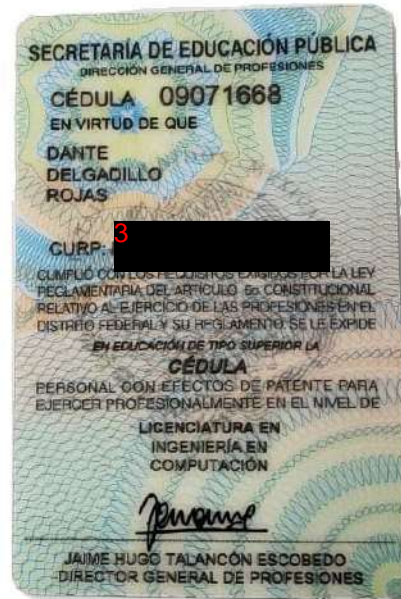 SECRETARÍA DE EDUCACIÓN PÚBLICA
DIRECCIÓN GENERAL DE PROFESIONES
CÉDULA 09071668
EN VIRTUD DE QUE
DANTE
DELGADILLO
ROJAS
3
CURP:
CUMPLIÓ CON LOS REQUISITOS EXIGIDOS POR LA LEY
REGLAMENTARIA DEL ARTÍCULO 5o CONSTITUCIONAL
RELATIVO AL EJERCICIO DE LAS PROFESIONES EN EL
DISTRITO FEDERAL Y SU REGLAMENTO, SE LE EXPIDE
EN EDUCACIÓN DE TIPO SUPERIOR LA
CÉDULA
PERSONAL CON EFECTOS DE PATENTE PARA
EJERCER PROFESIONALMENTE EN EL NIVEL DE
LICENCIATURA EN
INGENIERÍA EN
COMPUTACIÓN
JAIME HUGO TALANCÓN ESCOBEDO
DIRECTOR GENERAL DE PROFESIONES